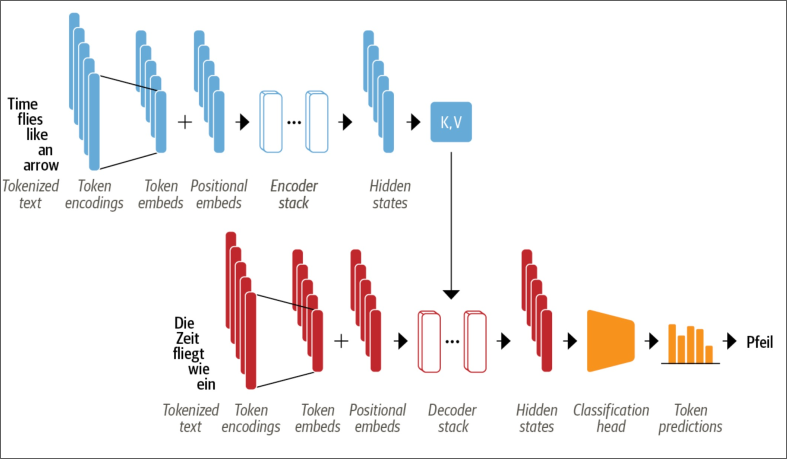 Time
flies
like
an
arrow
K, V
Tokenized
text
Token
encodings
Token
embeds
Positional
embeds
Encoder
stack
Hidden
states
Die
Zeit
fliegt
wie
ein
Pfeil
Tokenized
text
Token
encodings
Token
embeds
Positional
embeds
Decoder
stack
Hidden
states
Classification
head
Token
predictions